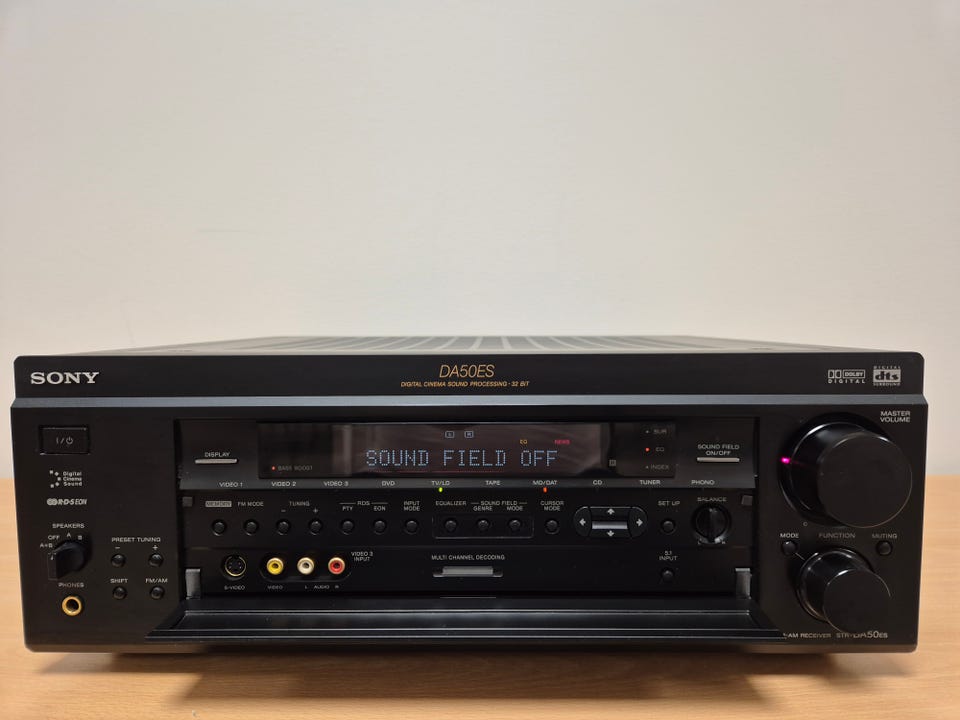 SONY
DA50ES
DIGITAL CINEMA SOUND PROCESSING · 32 BIT
DOLBY
DIGITAL
DIGITAL
dts
SURROUND
MASTER
VOLUME
I/⏻
Digital
Cinema
Sound
R·D·S EON
DISPLAY
BASS BOOST
L R
EQ NEWS
SOUND FIELD OFF
SUR
EQ
INDEX
SOUND FIELD
ON/OFF
VIDEO 1 VIDEO 2 VIDEO 3 DVD TV/LD TAPE MD/DAT CD TUNER PHONO
MEMORY FM MODE
TUNING
− +
RDS
PTY EON
INPUT
MODE
EQUALIZER
SOUND FIELD
GENRE MODE
CURSOR
MODE
SET UP
BALANCE
SPEAKERS
OFF A B A+B
PRESET TUNING
− +
SHIFT FM/AM
PHONES
S-VIDEO VIDEO L AUDIO R
VIDEO 3
INPUT
MULTI CHANNEL DECODING
5.1
INPUT
MODE FUNCTION MUTING
-AM RECEIVER STR-DA50ES